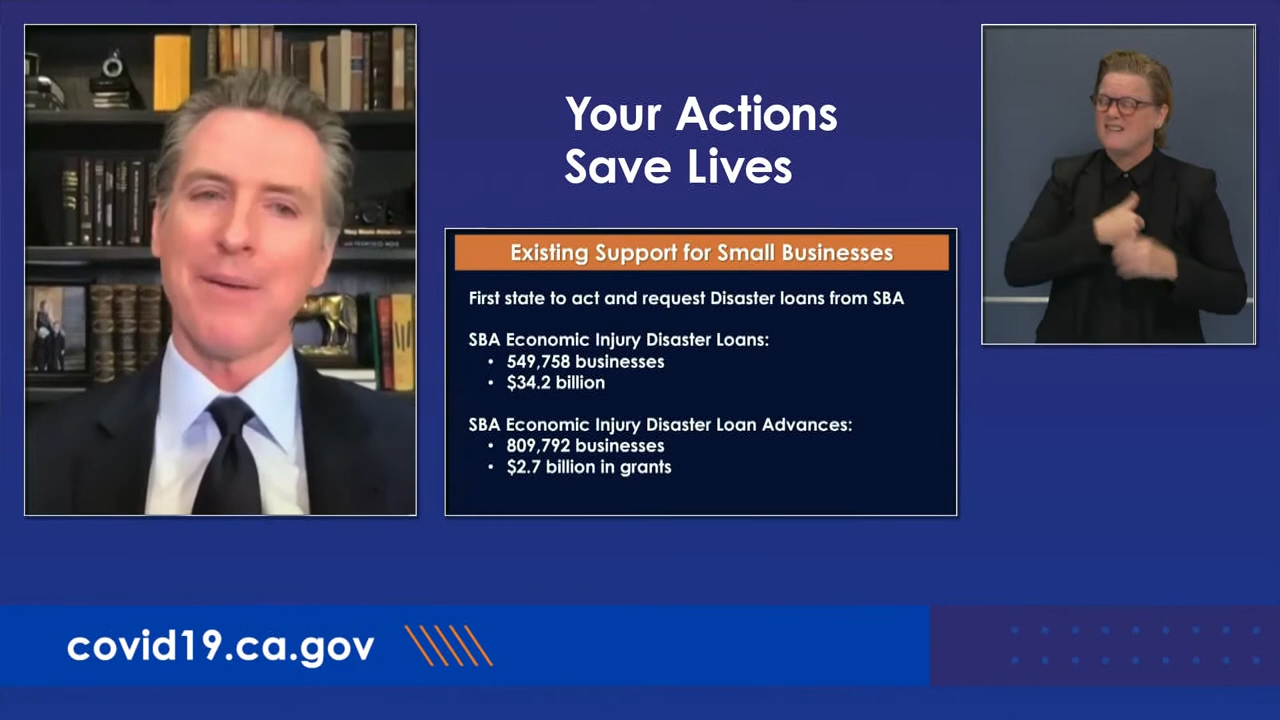 Your Actions
Save Lives
Existing Support for Small Businesses
First state to act and request Disaster loans from SBA
SBA Economic Injury Disaster Loans:
• 549,758 businesses
• $34.2 billion
SBA Economic Injury Disaster Loan Advances:
• 809,792 businesses
• $2.7 billion in grants
covid19.ca.gov